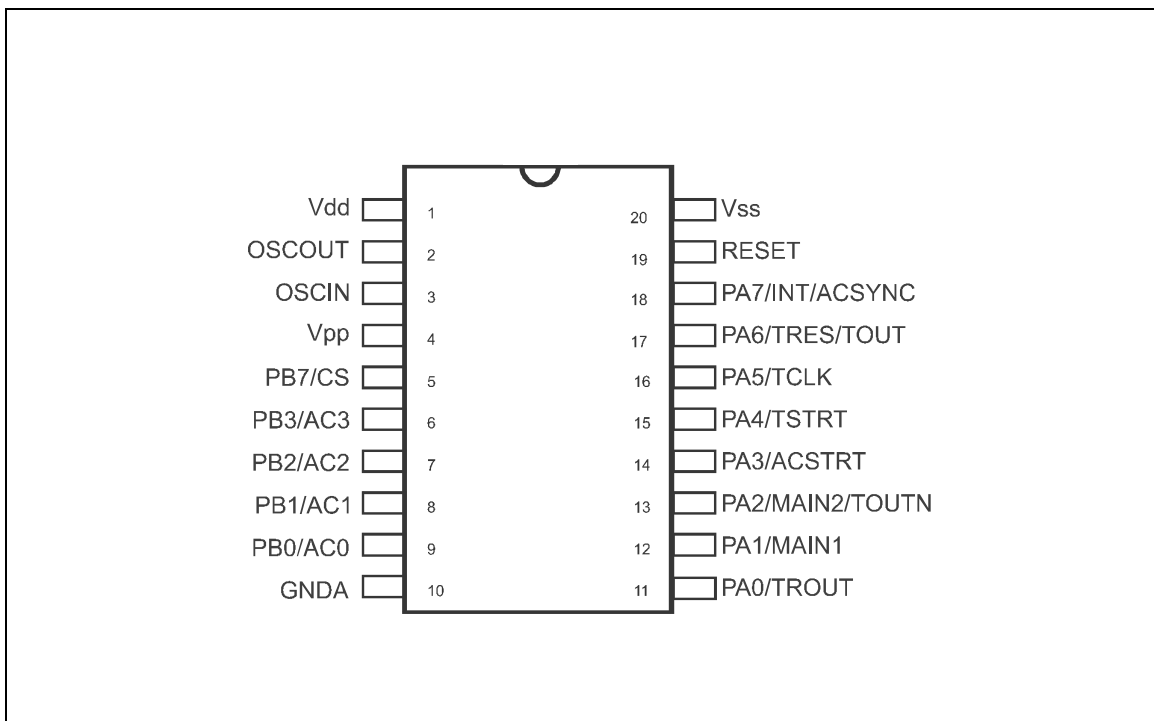 Vdd 1 20 Vss
OSCOUT 2 19 RESET
OSCIN 3 18 PA7/INT/ACSYNC
Vpp 4 17 PA6/TRES/TOUT
PB7/CS 5 16 PA5/TCLK
PB3/AC3 6 15 PA4/TSTRT
PB2/AC2 7 14 PA3/ACSTRT
PB1/AC1 8 13 PA2/MAIN2/TOUTN
PB0/AC0 9 12 PA1/MAIN1
GNDA 10 11 PA0/TROUT